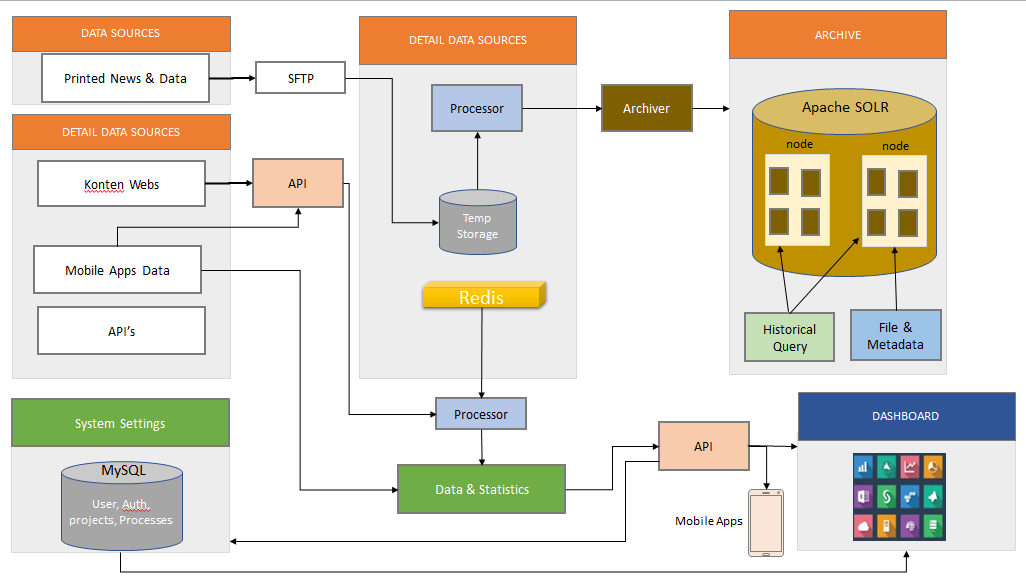 DATA SOURCES
Printed News & Data
SFTP
DETAIL DATA SOURCES
Konten Webs
API
Mobile Apps Data
API's
DETAIL DATA SOURCES
Processor
Temp
Storage
Redis
Archiver
ARCHIVE
Apache SOLR
node
node
Historical
Query
File &
Metadata
System Settings
MySQL
User, Auth,
projects, Processes
Processor
Data & Statistics
API
Mobile Apps
DASHBOARD